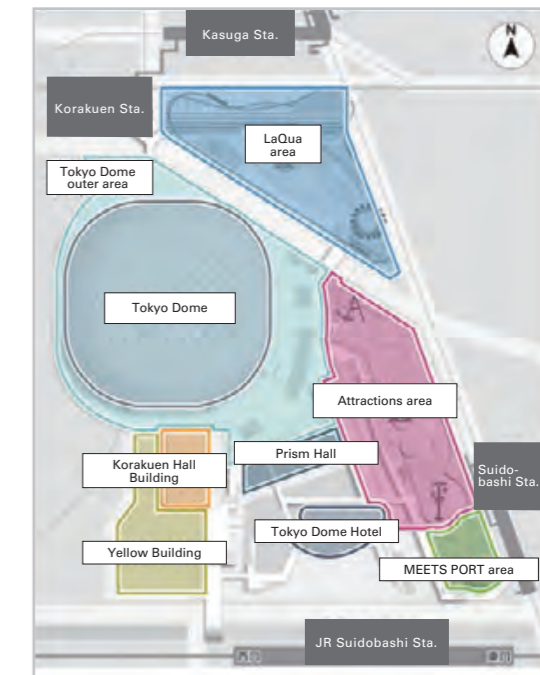 Kasuga Sta.
N
Korakuen Sta.
LaQua
area
Tokyo Dome
outer area
Tokyo Dome
Attractions area
Prism Hall
Korakuen Hall
Building
Suido-
bashi Sta.
Tokyo Dome Hotel
Yellow Building
MEETS PORT area
JR Suidobashi Sta.